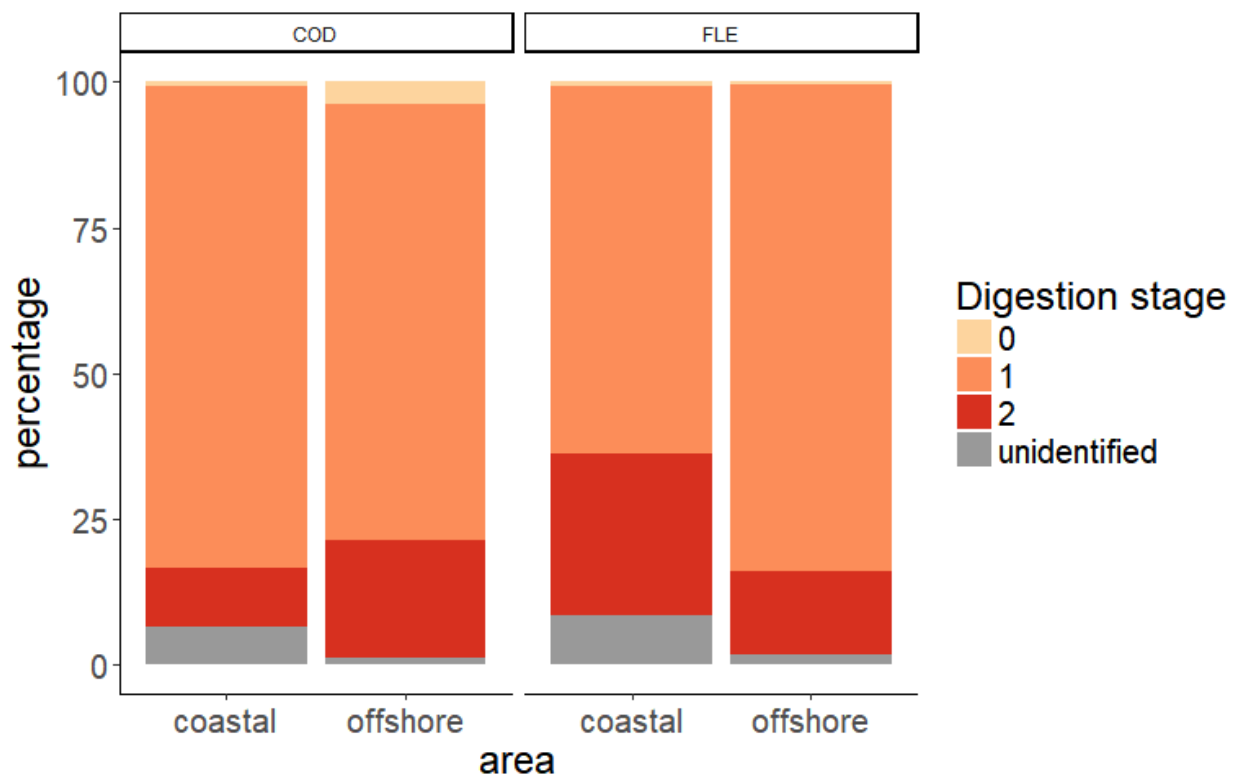 COD
FLE
100
75
50
25
0
percentage
coastal
offshore
coastal
offshore
area
Digestion stage
0
1
2
unidentified